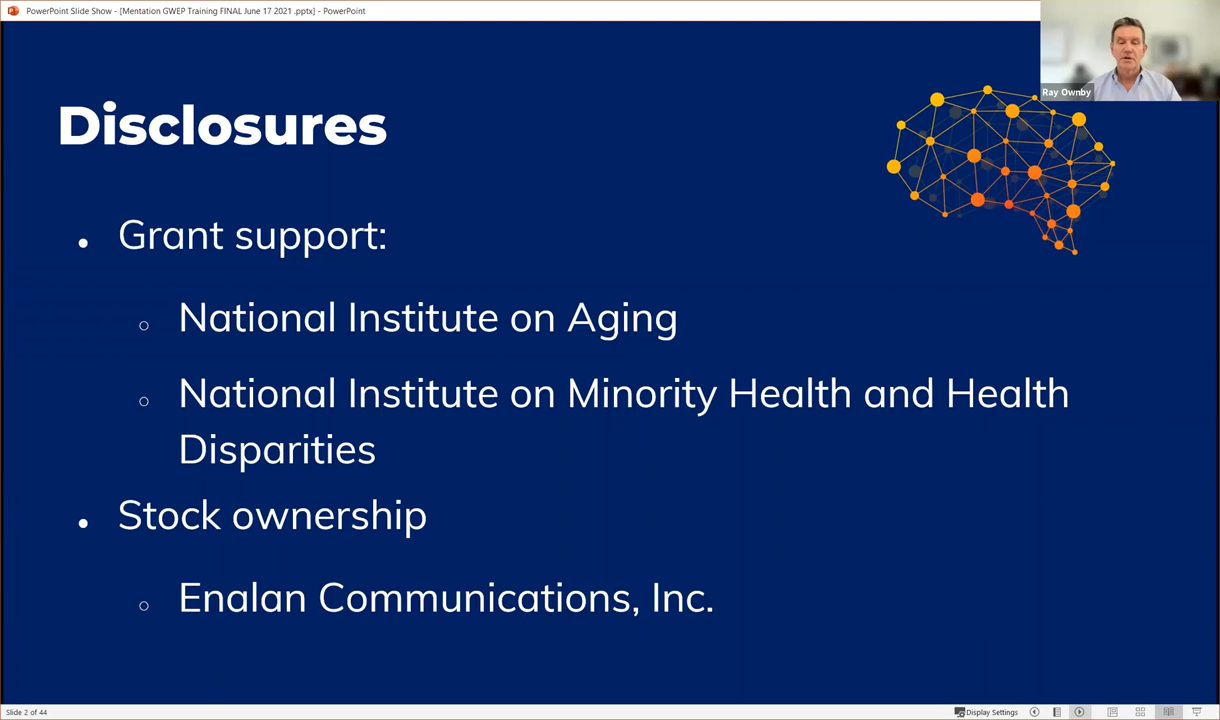 PowerPoint Slide Show - [Mentation GWEP Training FINAL June 17 2021 .pptx] - PowerPoint
Ray Ownby
Disclosures
• Grant support:
○ National Institute on Aging
○ National Institute on Minority Health and Health
Disparities
• Stock ownership
○ Enalan Communications, Inc.
Slide 2 of 44
Display Settings